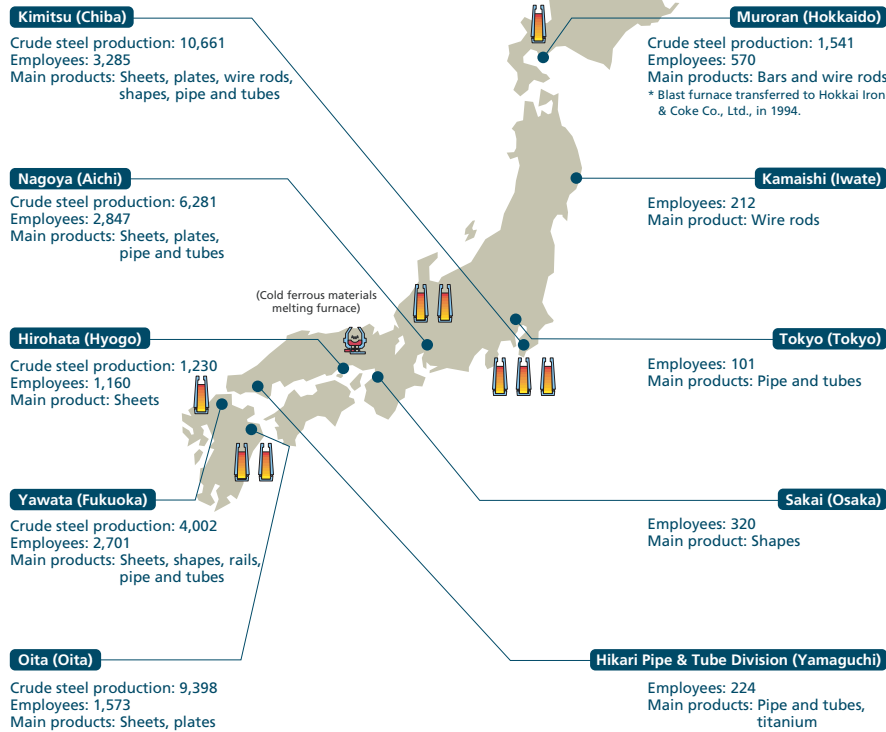 Kimitsu (Chiba)
Crude steel production: 10,661
Employees: 3,285
Main products: Sheets, plates, wire rods,
shapes, pipe and tubes
Muroran (Hokkaido)
Crude steel production: 1,541
Employees: 570
Main products: Bars and wire rods
* Blast furnace transferred to Hokkai Iron
& Coke Co., Ltd., in 1994.
Nagoya (Aichi)
Crude steel production: 6,281
Employees: 2,847
Main products: Sheets, plates,
pipe and tubes
Kamaishi (Iwate)
Employees: 212
Main product: Wire rods
(Cold ferrous materials
melting furnace)
Hirohata (Hyogo)
Crude steel production: 1,230
Employees: 1,160
Main product: Sheets
Tokyo (Tokyo)
Employees: 101
Main products: Pipe and tubes
Yawata (Fukuoka)
Crude steel production: 4,002
Employees: 2,701
Main products: Sheets, shapes, rails,
pipe and tubes
Sakai (Osaka)
Employees: 320
Main product: Shapes
Oita (Oita)
Crude steel production: 9,398
Employees: 1,573
Main products: Sheets, plates
Hikari Pipe & Tube Division (Yamaguchi)
Employees: 224
Main products: Pipe and tubes,
titanium